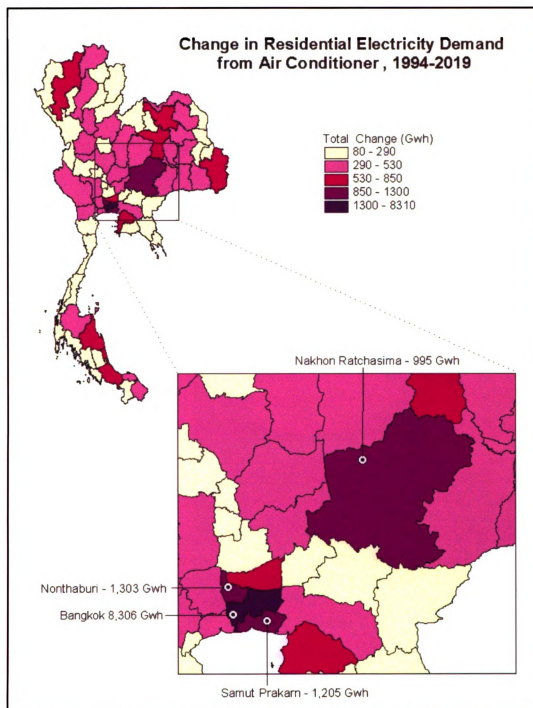 Change in Residential Electricity Demand
from Air Conditioner , 1994-2019
Total Change (Gwh)
80 - 290
290 - 530
530 - 850
850 - 1300
1300 - 8310
Nakhon Ratchasima - 995 Gwh
Nonthaburi - 1,303 Gwh
Bangkok 8,306 Gwh
Samut Prakarn - 1,205 Gwh